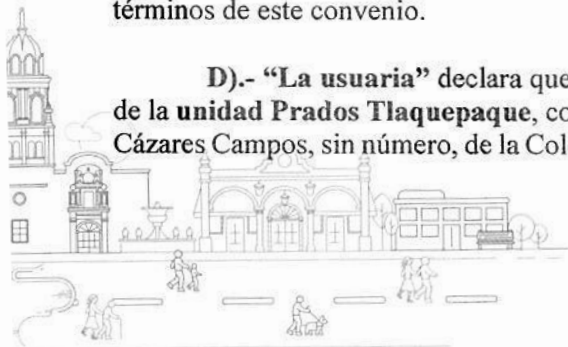 términos de este convenio.
D).- “La usuaria” declara que
de la unidad Prados Tlaquepaque, co
Cázares Campos, sin número, de la Col